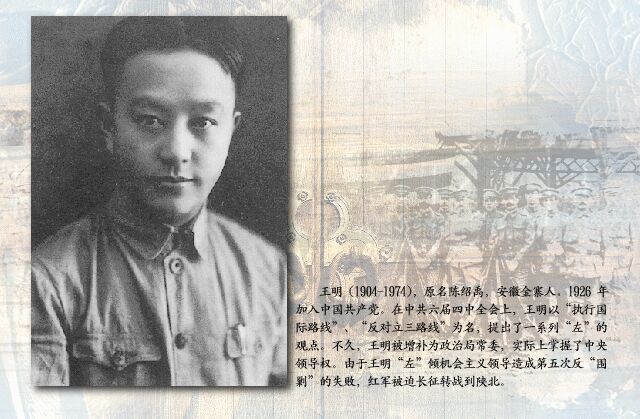 王明（1904-1974），原名陈绍禹，安徽金寨人。1926 年
加入中国共产党。在中共六届四中全会上，王明以“执行国
际路线”、“反对立三路线”为名，提出了一系列“左”的
观点。不久，王明被增补为政治局常委，实际上掌握了中央
领导权。由于王明“左”倾机会主义领导造成第五次反“围
剿”的失败，红军被迫长征转战到陕北。